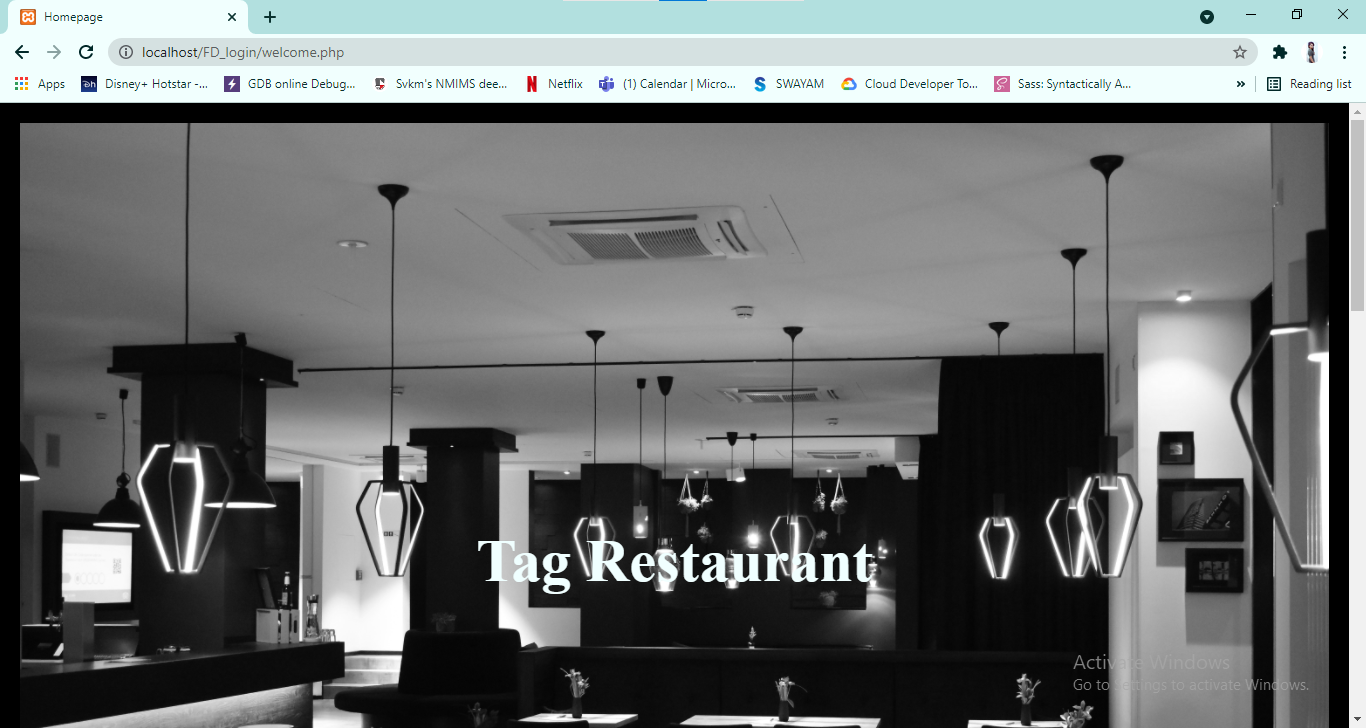 Homepage
localhost/FD_login/welcome.php
Apps
Disney+ Hotstar -...
GDB online Debug...
Svkm's NMIMS dee...
Netflix
(1) Calendar | Micro...
SWAYAM
Cloud Developer To...
Sass: Syntactically A...
»
Reading list
Tag Restaurant
Activate Windows
Go to Settings to activate Windows.